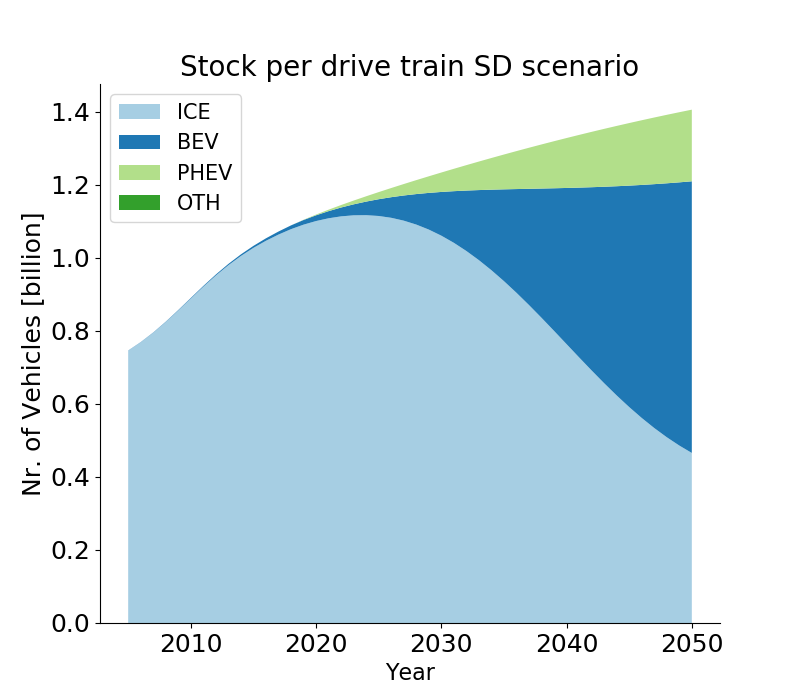 Stock per drive train SD scenario
ICE
BEV
PHEV
OTH
Nr. of Vehicles [billion]
1.4
1.2
1.0
0.8
0.6
0.4
0.2
0.0
2010 2020 2030 2040 2050
Year